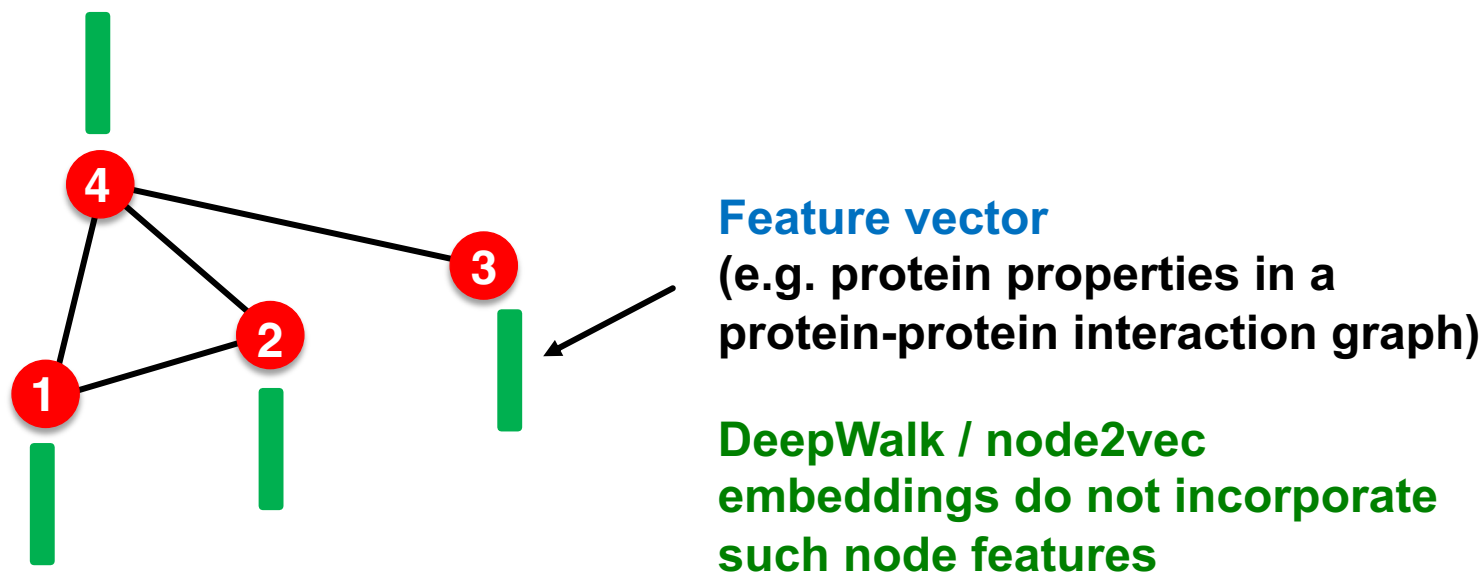 4
3
2
1
Feature vector
(e.g. protein properties in a
protein-protein interaction graph)
DeepWalk / node2vec
embeddings do not incorporate
such node features